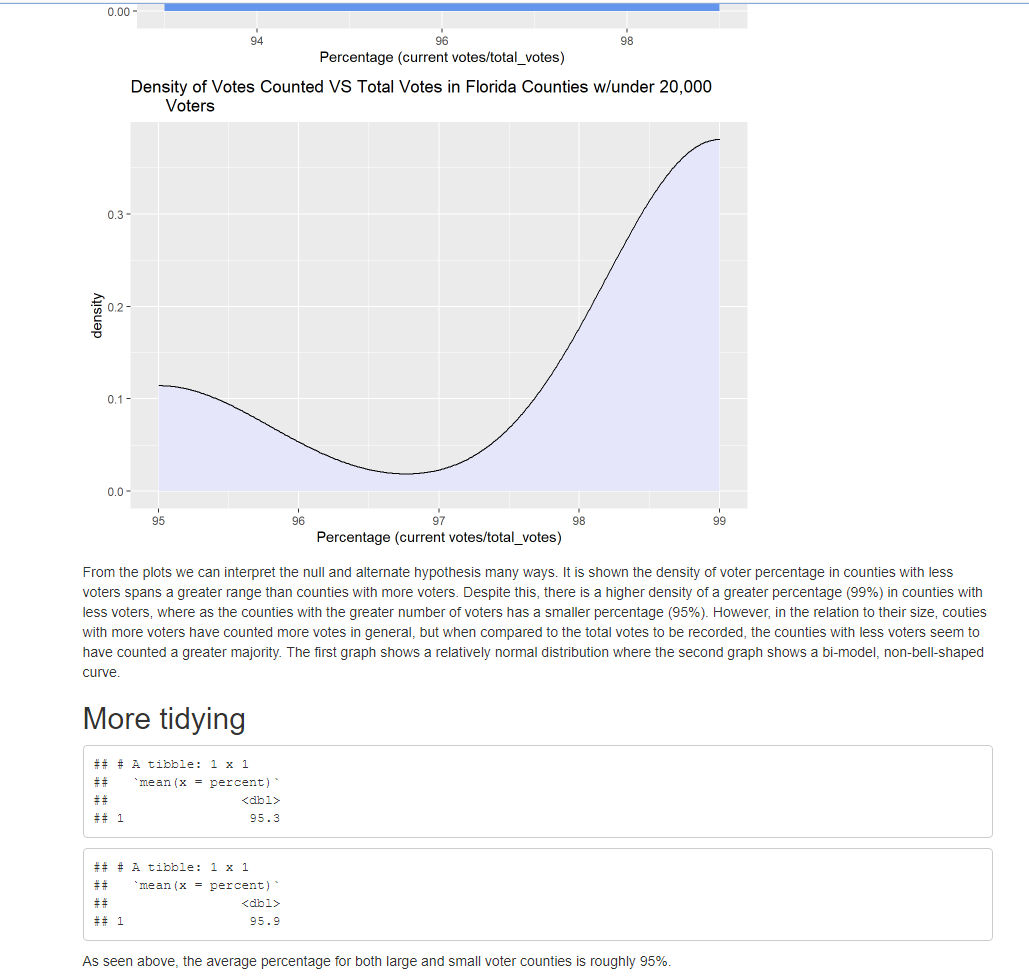 0.00
94 96 98
Percentage (current votes/total_votes)
Density of Votes Counted VS Total Votes in Florida Counties w/under 20,000
Voters
0.3
0.2
density
0.1
0.0
95 96 97 98 99
Percentage (current votes/total_votes)
From the plots we can interpret the null and alternate hypothesis many ways. It is shown the density of voter percentage in counties with less
voters spans a greater range than counties with more voters. Despite this, there is a higher density of a greater percentage (99%) in counties with
less voters, where as the counties with the greater number of voters has a smaller percentage (95%). However, in the relation to their size, couties
with more voters have counted more votes in general, but when compared to the total votes to be recorded, the counties with less voters seem to
have counted a greater majority. The first graph shows a relatively normal distribution where the second graph shows a bi-model, non-bell-shaped
curve.
More tidying
## # A tibble: 1 x 1
##   `mean(x = percent)`
##                 <dbl>
## 1                95.3
## # A tibble: 1 x 1
##   `mean(x = percent)`
##                 <dbl>
## 1                95.9
As seen above, the average percentage for both large and small voter counties is roughly 95%.